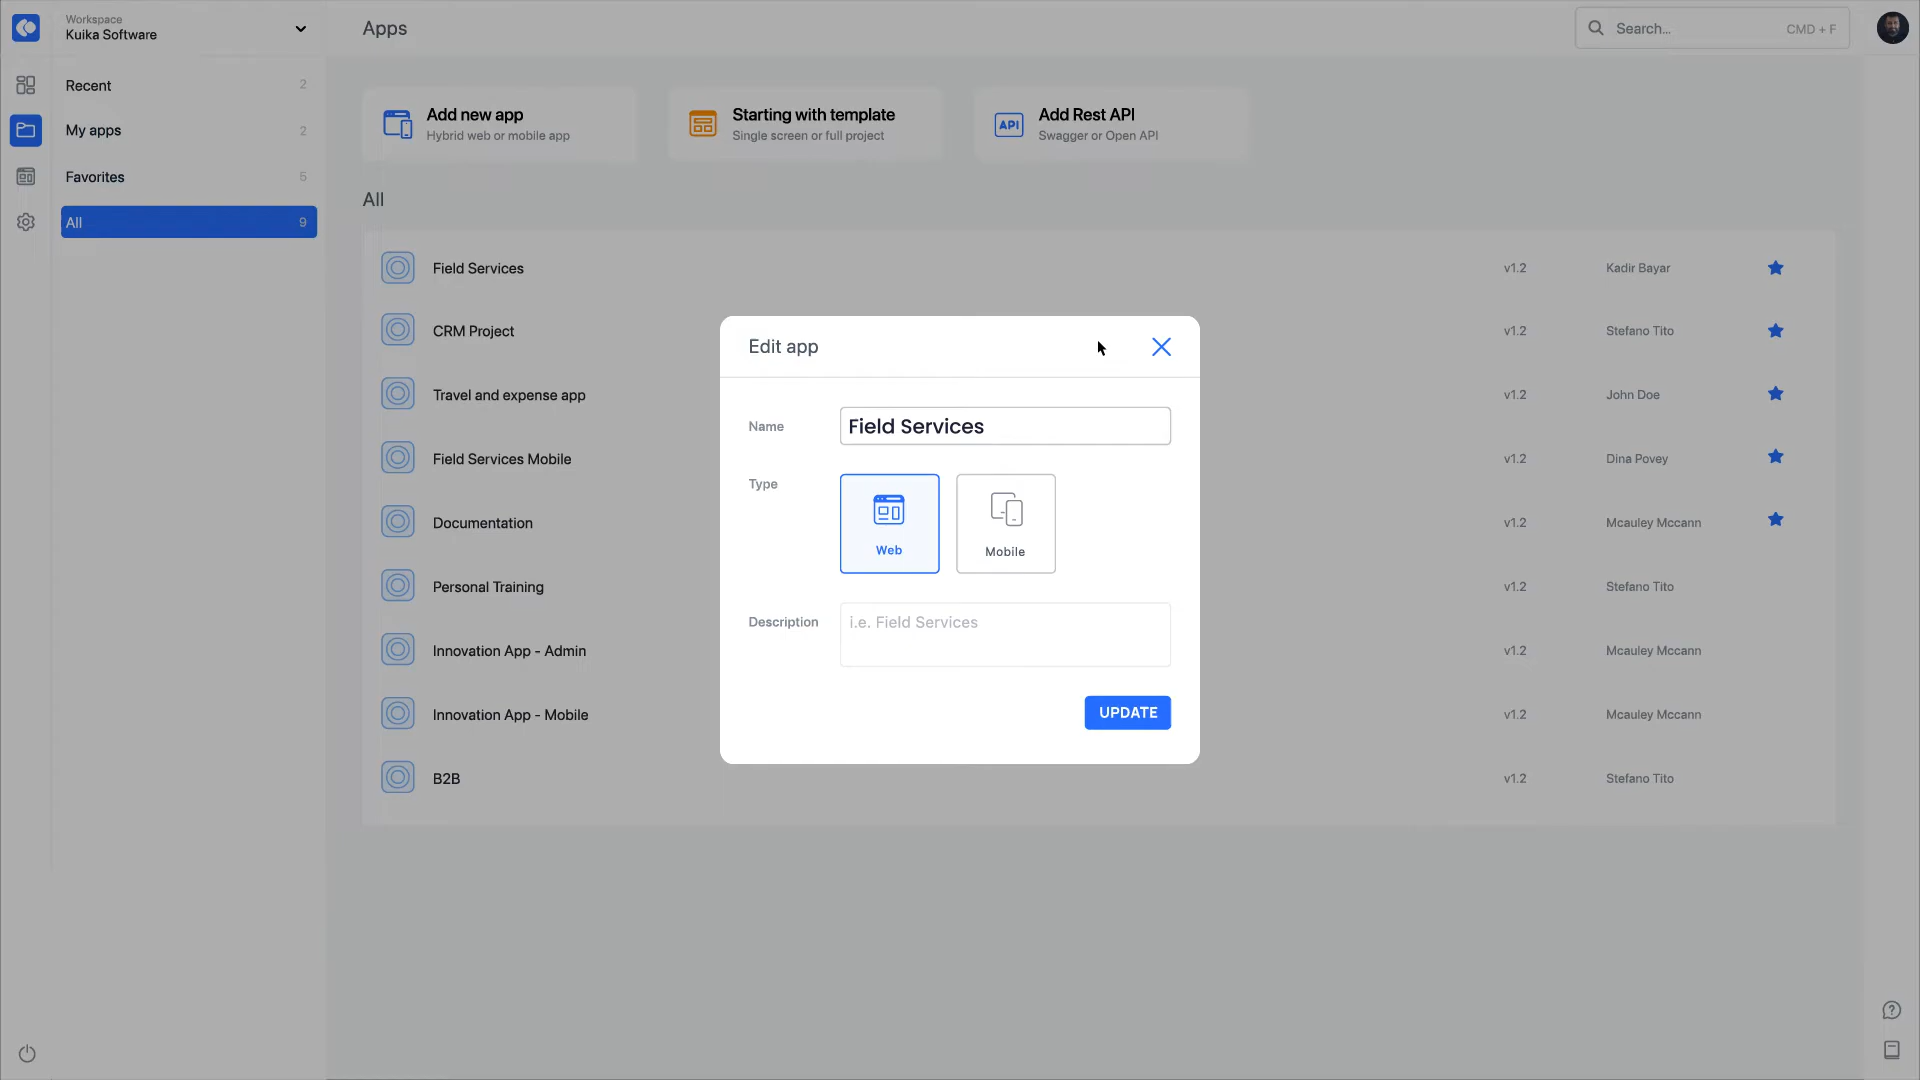 Workspace
Kuika Software
Apps
Search...
CMD + F
Recent
2
My apps
2
Favorites
5
All
9
Add new app
Hybrid web or mobile app
Starting with template
Single screen or full project
API
Add Rest API
Swagger or Open API
All
Field Services
v1.2
Kadir Bayar
CRM Project
v1.2
Stefano Tito
Travel and expense app
v1.2
John Doe
Field Services Mobile
v1.2
Dina Povey
Documentation
v1.2
Mcauley Mccann
Personal Training
v1.2
Stefano Tito
Innovation App - Admin
v1.2
Mcauley Mccann
Innovation App - Mobile
v1.2
Mcauley Mccann
B2B
v1.2
Stefano Tito
Edit app
Name
Field Services
Type
Web
Mobile
Description
i.e. Field Services
UPDATE